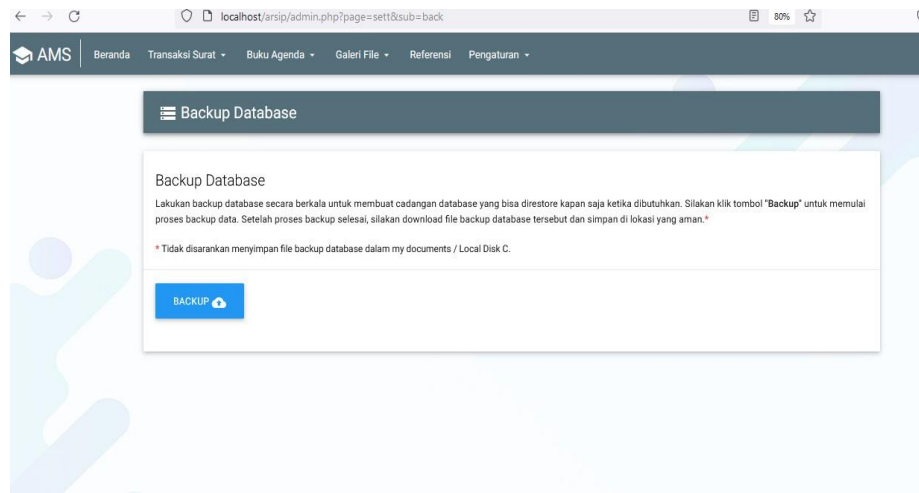 localhost/arsip/admin.php?page=sett&sub=back 80%
AMS Beranda Transaksi Surat Buku Agenda Galeri File Referensi Pengaturan
Backup Database
Backup Database
Lakukan backup database secara berkala untuk membuat cadangan database yang bisa direstore kapan saja ketika dibutuhkan. Silakan klik tombol "Backup" untuk memulai
proses backup data. Setelah proses backup selesai, silakan download file backup database tersebut dan simpan di lokasi yang aman.*
* Tidak disarankan menyimpan file backup database dalam my documents / Local Disk C.
BACKUP